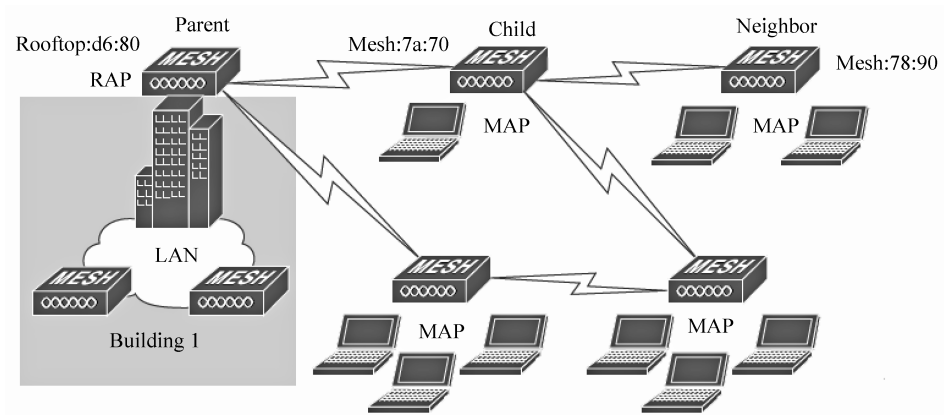 Parent
Child
Neighbor
Rooftop:d6:80
Mesh:7a:70
Mesh:78:90
MESH
MESH
MESH
RAP
MAP
MAP
LAN
MESH
MESH
MESH
MESH
Building 1
MAP
MAP